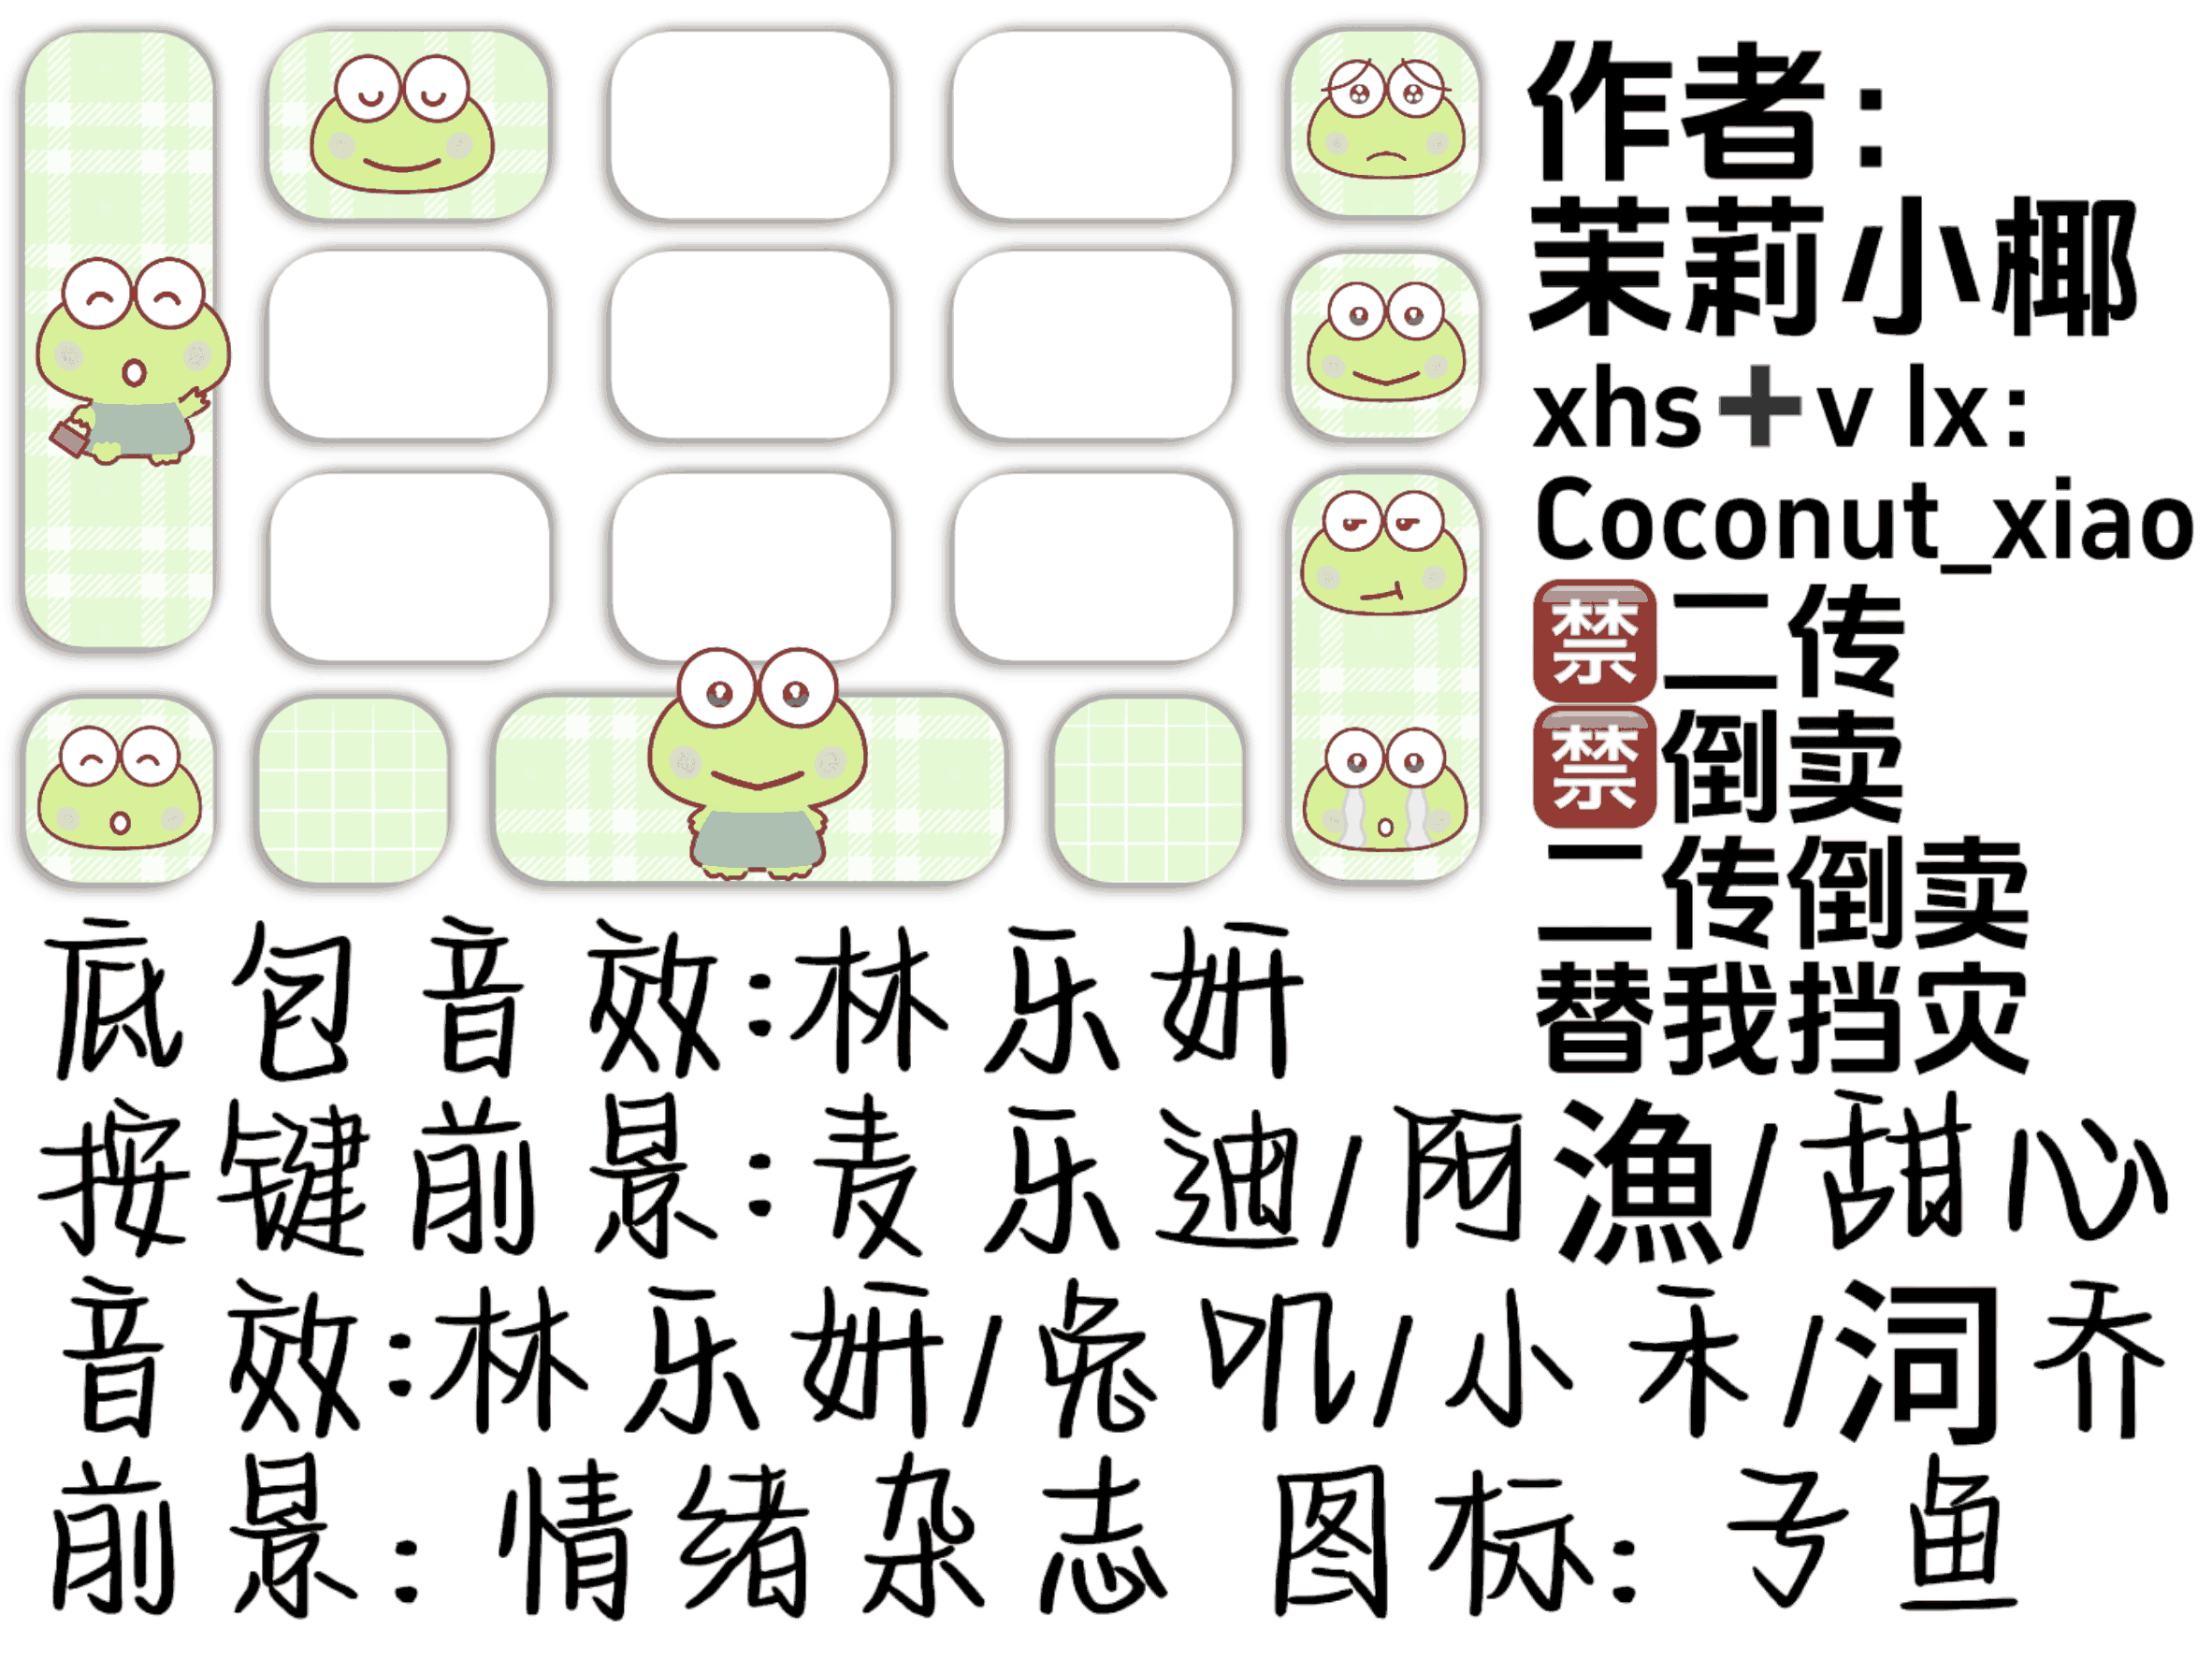 作者:
茉莉小椰
xhs➕v lx:
Coconut_xiao
🈲二传
🈲倒卖
二传倒卖
替我挡灾
底包音效:林乐妍
按键前景:麦乐迪/阿漁/甜心
音效:林乐妍/兔叽/小禾/泀乔
前景:情绪杂志 图标:予鱼